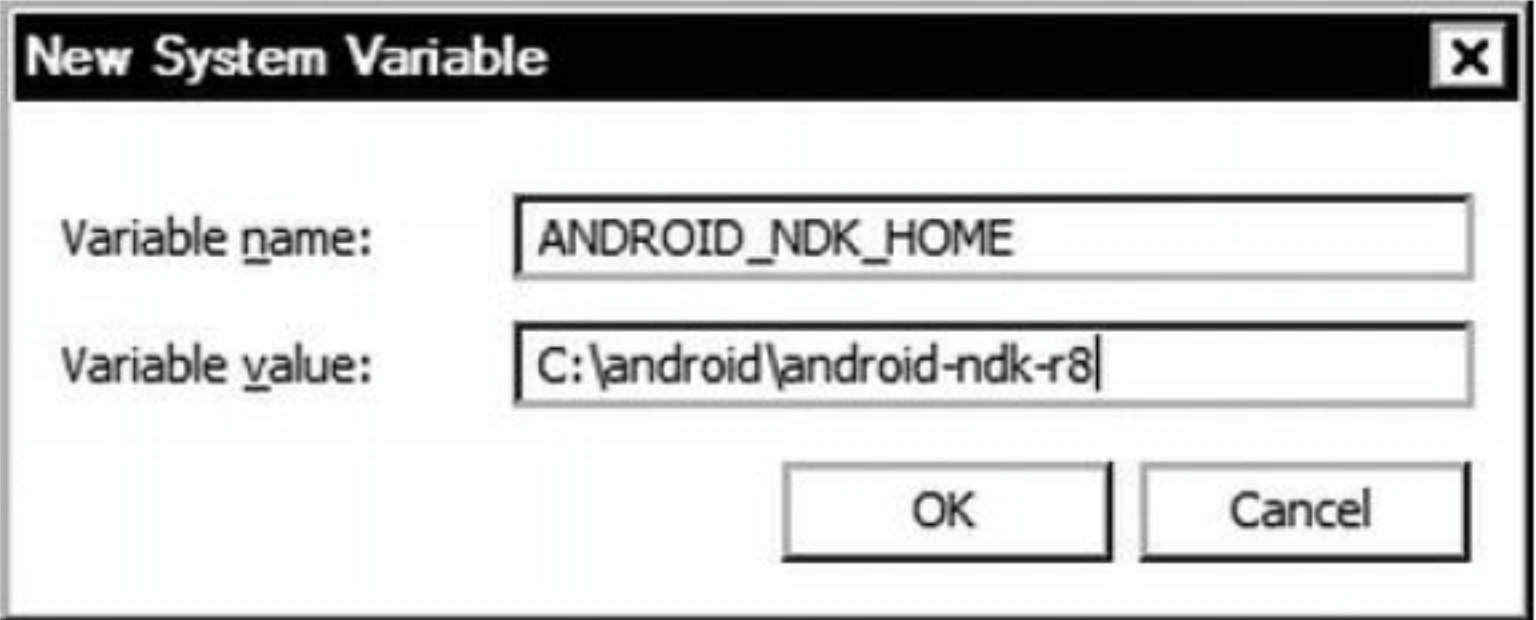 New System Variable
Variable name: ANDROID_NDK_HOME
Variable value: C:\android\android-ndk-r8
OK Cancel